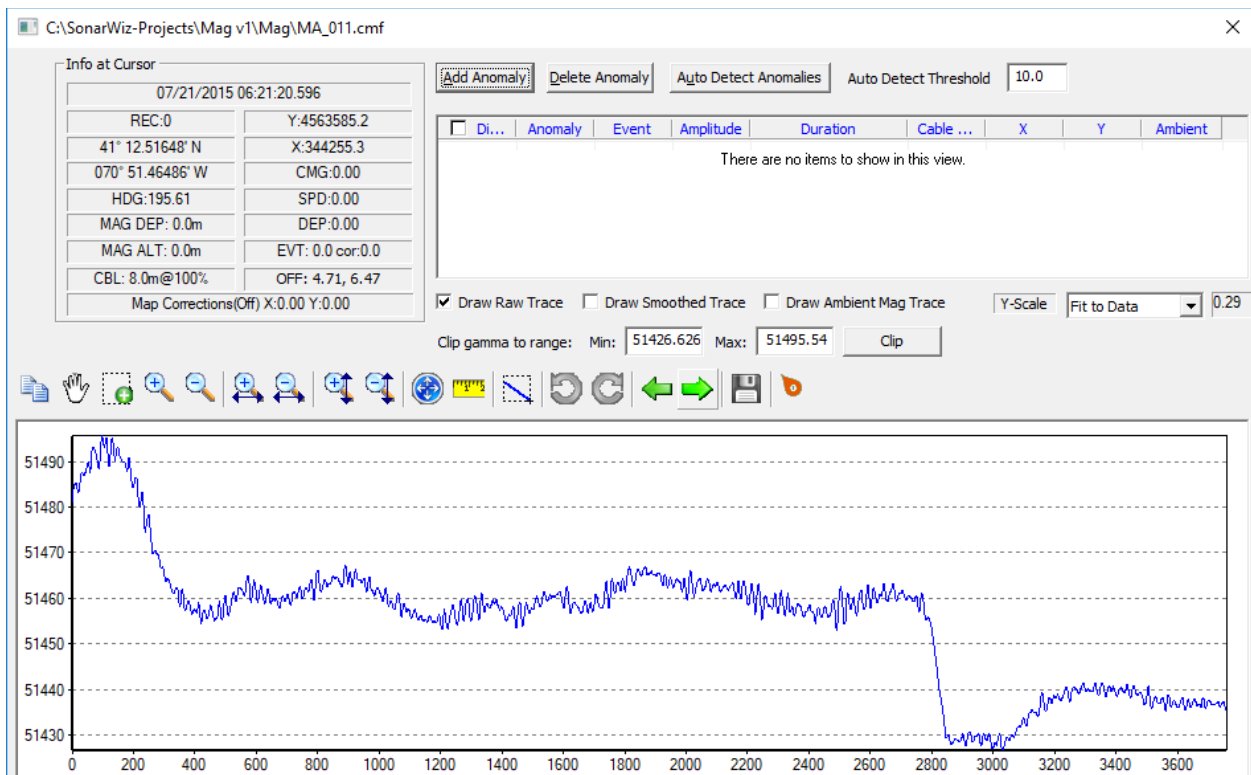 C:\SonarWiz-Projects\Mag v1\Mag\MA_011.cmf
Info at Cursor
07/21/2015 06:21:20.596
REC:0 Y:4563585.2
41° 12.51648' N X:344255.3
070° 51.46486' W CMG:0.00
HDG:195.61 SPD:0.00
MAG DEP: 0.0m DEP:0.00
MAG ALT: 0.0m EVT: 0.0 cor:0.0
CBL: 8.0m@100% OFF: 4.71, 6.47
Map Corrections(Off) X:0.00 Y:0.00
Add Anomaly Delete Anomaly Auto Detect Anomalies Auto Detect Threshold 10.0
Di... Anomaly Event Amplitude Duration Cable ... X Y Ambient
There are no items to show in this view.
Draw Raw Trace Draw Smoothed Trace Draw Ambient Mag Trace Y-Scale Fit to Data 0.29
Clip gamma to range: Min: 51426.626 Max: 51495.54 Clip
51490
51480
51470
51460
51450
51440
51430
0 200 400 600 800 1000 1200 1400 1600 1800 2000 2200 2400 2600 2800 3000 3200 3400 3600